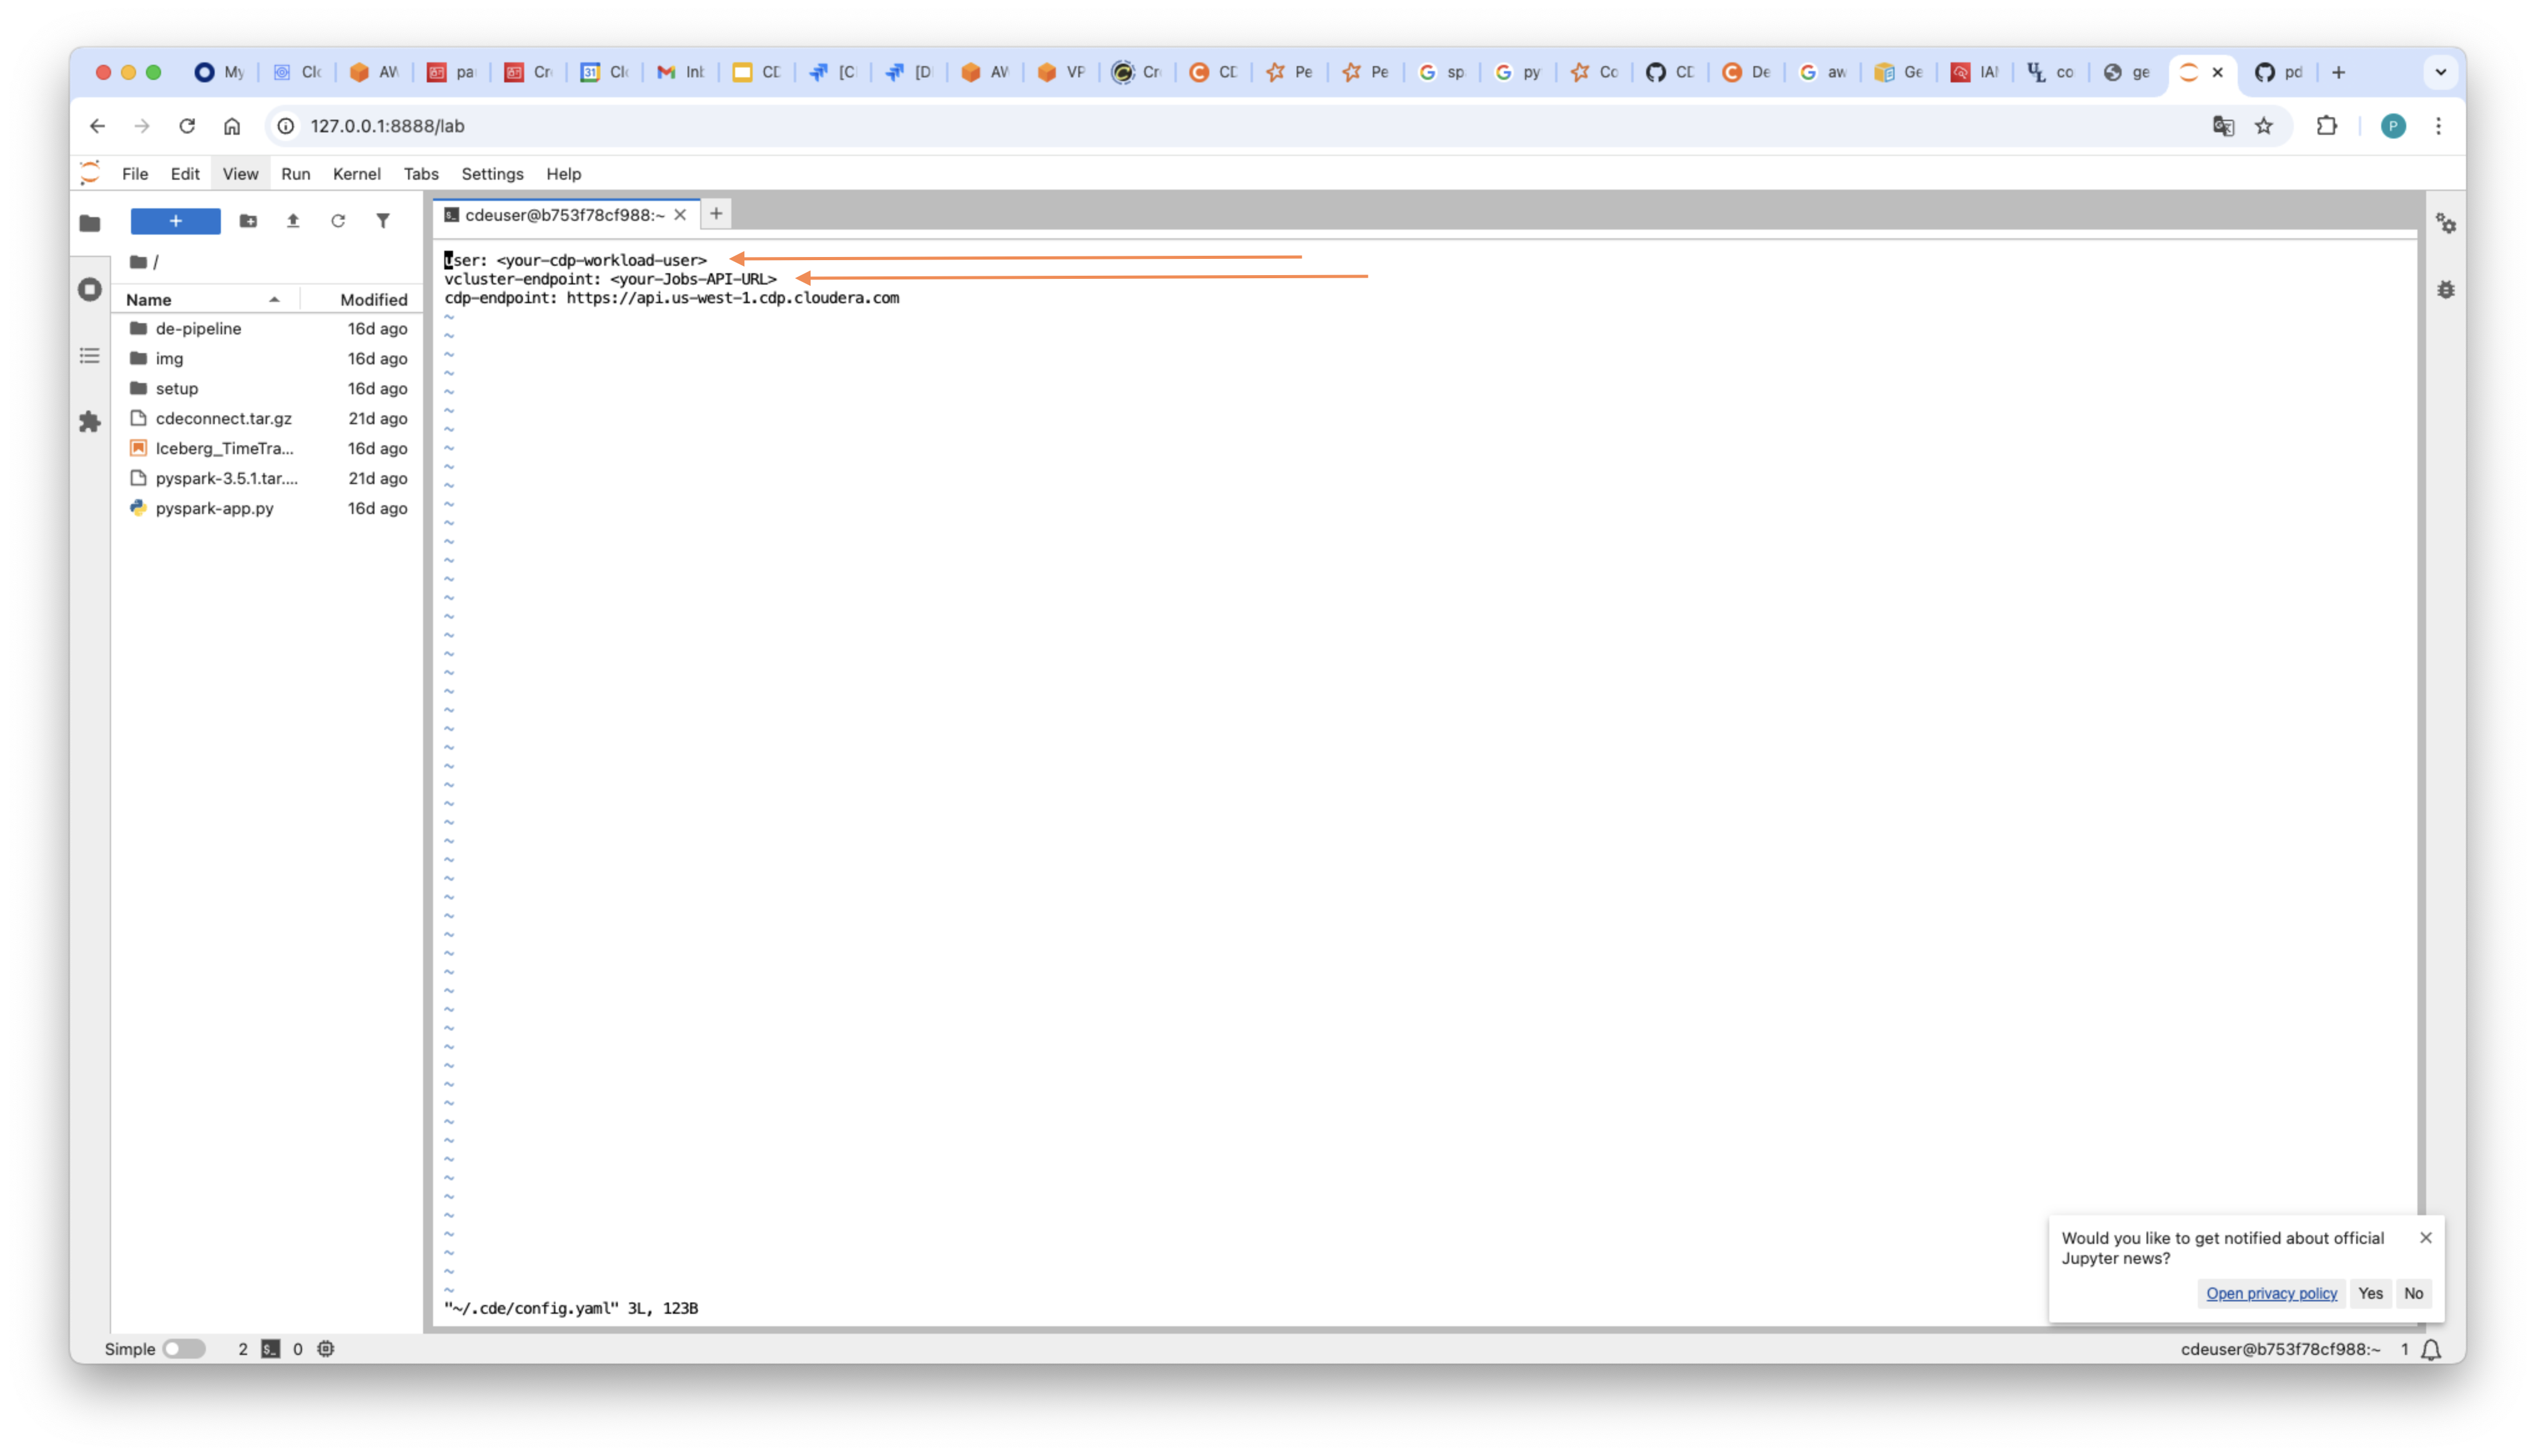 My Clo AW pa Cr Clo Int CD [C [D AW VP Cr CD Pe Pe sp py Co CD De aw Ge IAM co ge pd
127.0.0.1:8888/lab
P
File Edit View Run Kernel Tabs Settings Help
+
cdeuser@b753f78cf988:~
/
Name Modified
de-pipeline 16d ago
img 16d ago
setup 16d ago
cdeconnect.tar.gz 21d ago
Iceberg_TimeTra... 16d ago
pyspark-3.5.1.tar.... 21d ago
pyspark-app.py 16d ago
user: <your-cdp-workload-user>
vcluster-endpoint: <your-Jobs-API-URL>
cdp-endpoint: https://api.us-west-1.cdp.cloudera.com
"~/.cde/config.yaml" 3L, 123B
Would you like to get notified about official
Jupyter news?
Open privacy policy Yes No
Simple 2 0 cdeuser@b753f78cf988:~ 1